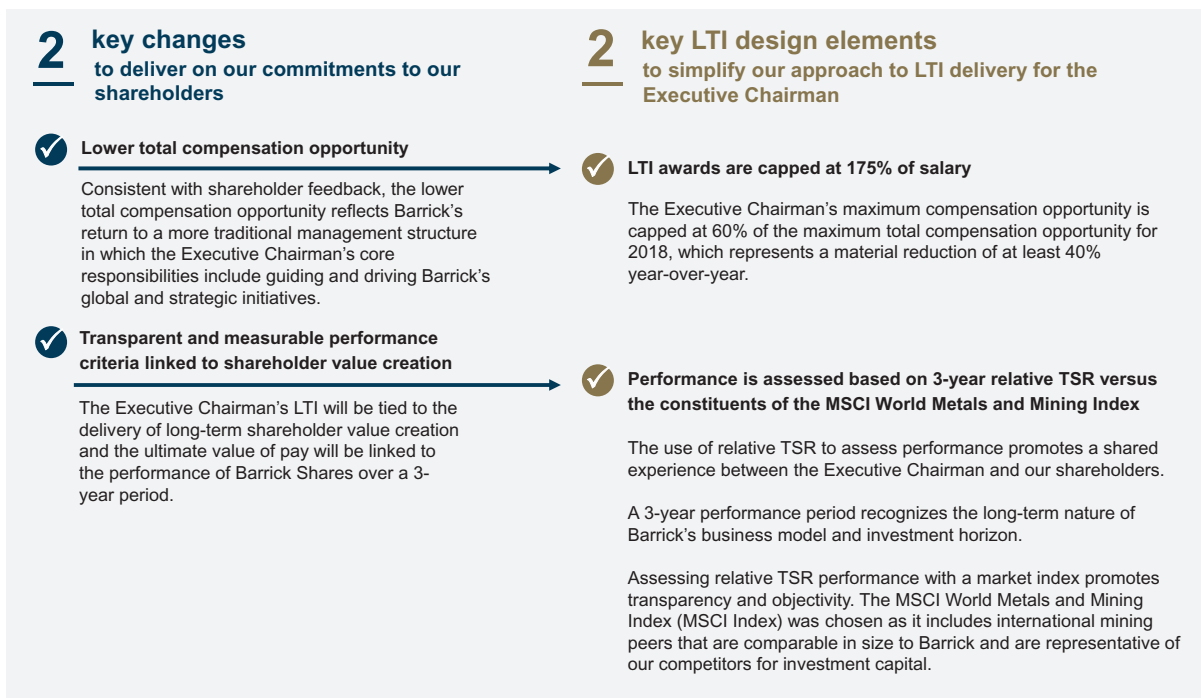 2
key changes
to deliver on our commitments to our
shareholders
Lower total compensation opportunity
Consistent with shareholder feedback, the lower
total compensation opportunity reflects Barrick’s
return to a more traditional management structure
in which the Executive Chairman’s core
responsibilities include guiding and driving Barrick’s
global and strategic initiatives.
Transparent and measurable performance
criteria linked to shareholder value creation
The Executive Chairman’s LTI will be tied to the
delivery of long-term shareholder value creation
and the ultimate value of pay will be linked to
the performance of Barrick Shares over a 3-
year period.
2
key LTI design elements
to simplify our approach to LTI delivery for the
Executive Chairman
LTI awards are capped at 175% of salary
The Executive Chairman’s maximum compensation opportunity is
capped at 60% of the maximum total compensation opportunity for
2018, which represents a material reduction of at least 40%
year-over-year.
Performance is assessed based on 3-year relative TSR versus
the constituents of the MSCI World Metals and Mining Index
The use of relative TSR to assess performance promotes a shared
experience between the Executive Chairman and our shareholders.
A 3-year performance period recognizes the long-term nature of
Barrick’s business model and investment horizon.
Assessing relative TSR performance with a market index promotes
transparency and objectivity. The MSCI World Metals and Mining
Index (MSCI Index) was chosen as it includes international mining
peers that are comparable in size to Barrick and are representative of
our competitors for investment capital.